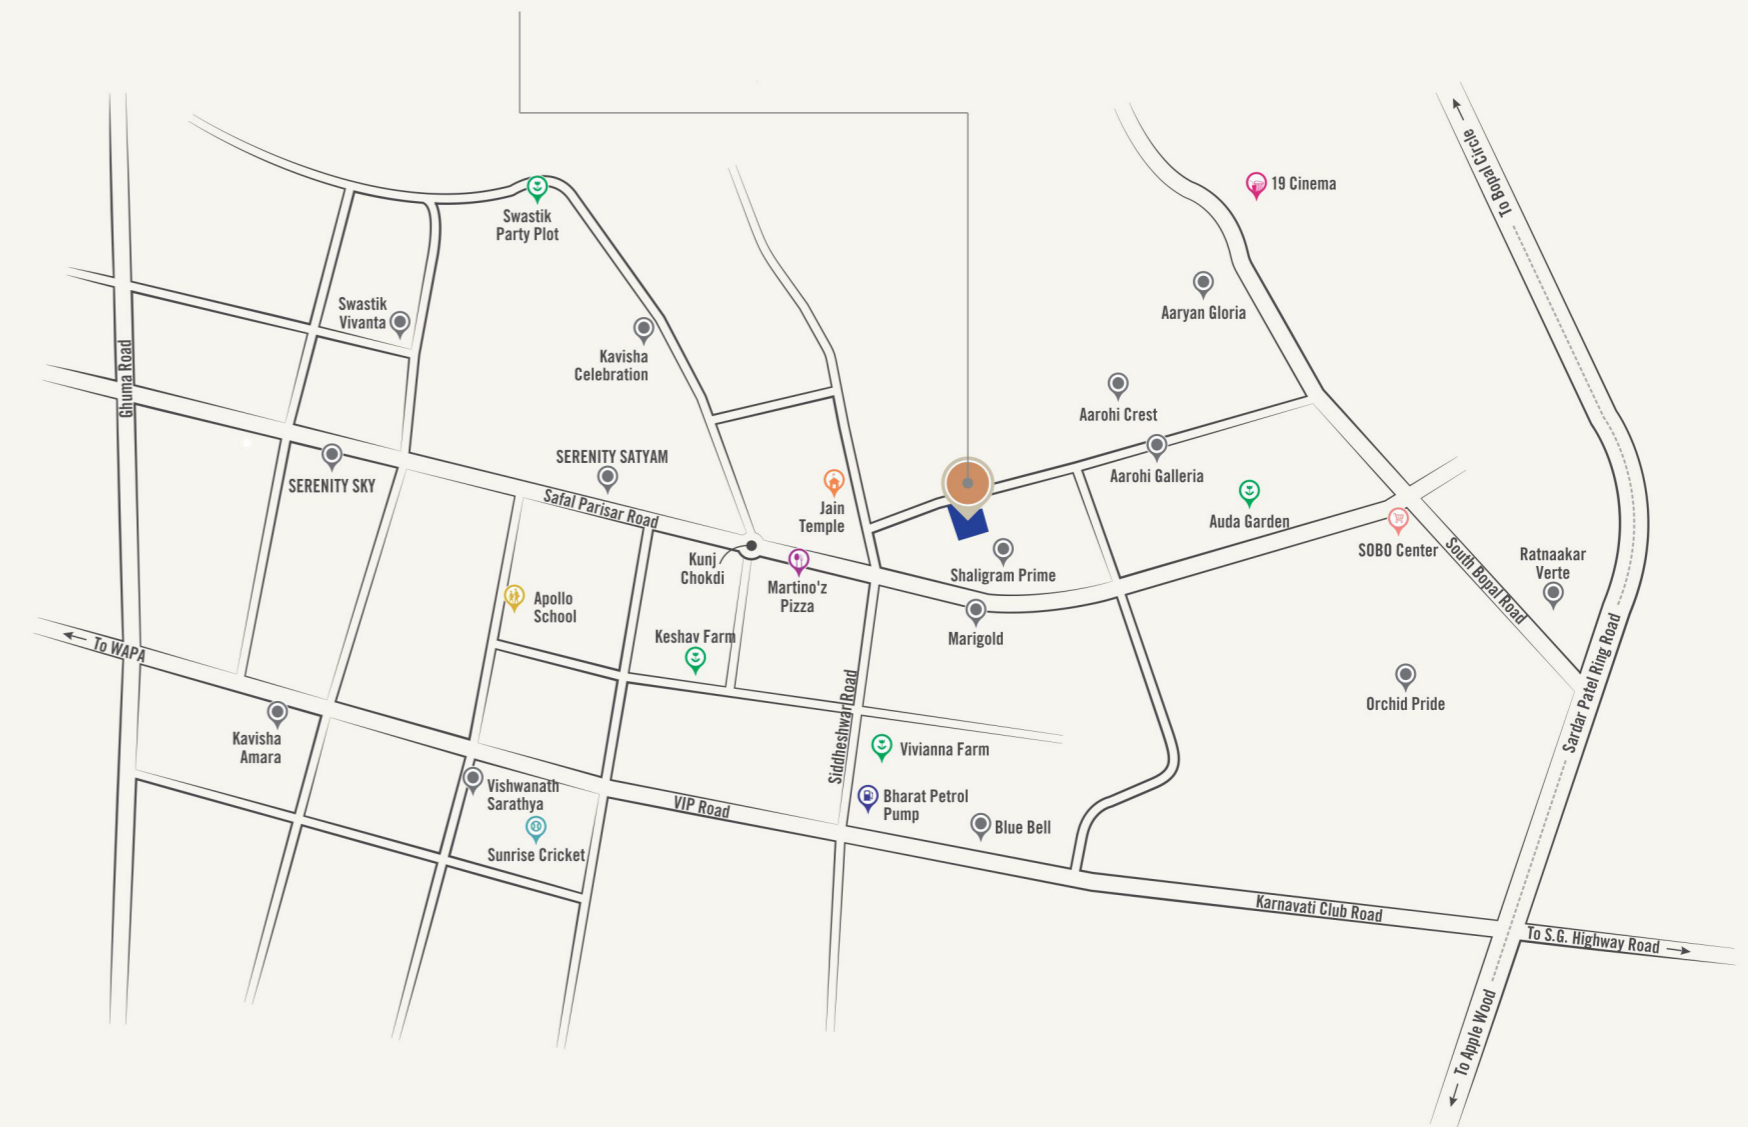 To Bopal Circle
19 Cinema
Swastik
Party Plot
Aaryan Gloria
Swastik
Vivanta
Kavisha
Celebration
Ghuma Road
Aarohi Crest
SERENITY SATYAM
Aarohi Galleria
SERENITY SKY
Safal Parisar Road
Jain
Temple
Auda Garden
SOBO Center
South Bopal Road
Ratnaakar
Verte
Kunj
Chokdi
Martino'z
Pizza
Shaligram Prime
Apollo
School
Keshav Farm
Marigold
To WAPA
Siddheshwar Road
Orchid Pride
Sardar Patel Ring Road
Kavisha
Amara
Vivianna Farm
Vishwanath
Sarathya
VIP Road
Bharat Petrol
Pump
Blue Bell
Sunrise Cricket
Karnavati Club Road
To S.G. Highway Road
To Apple Wood